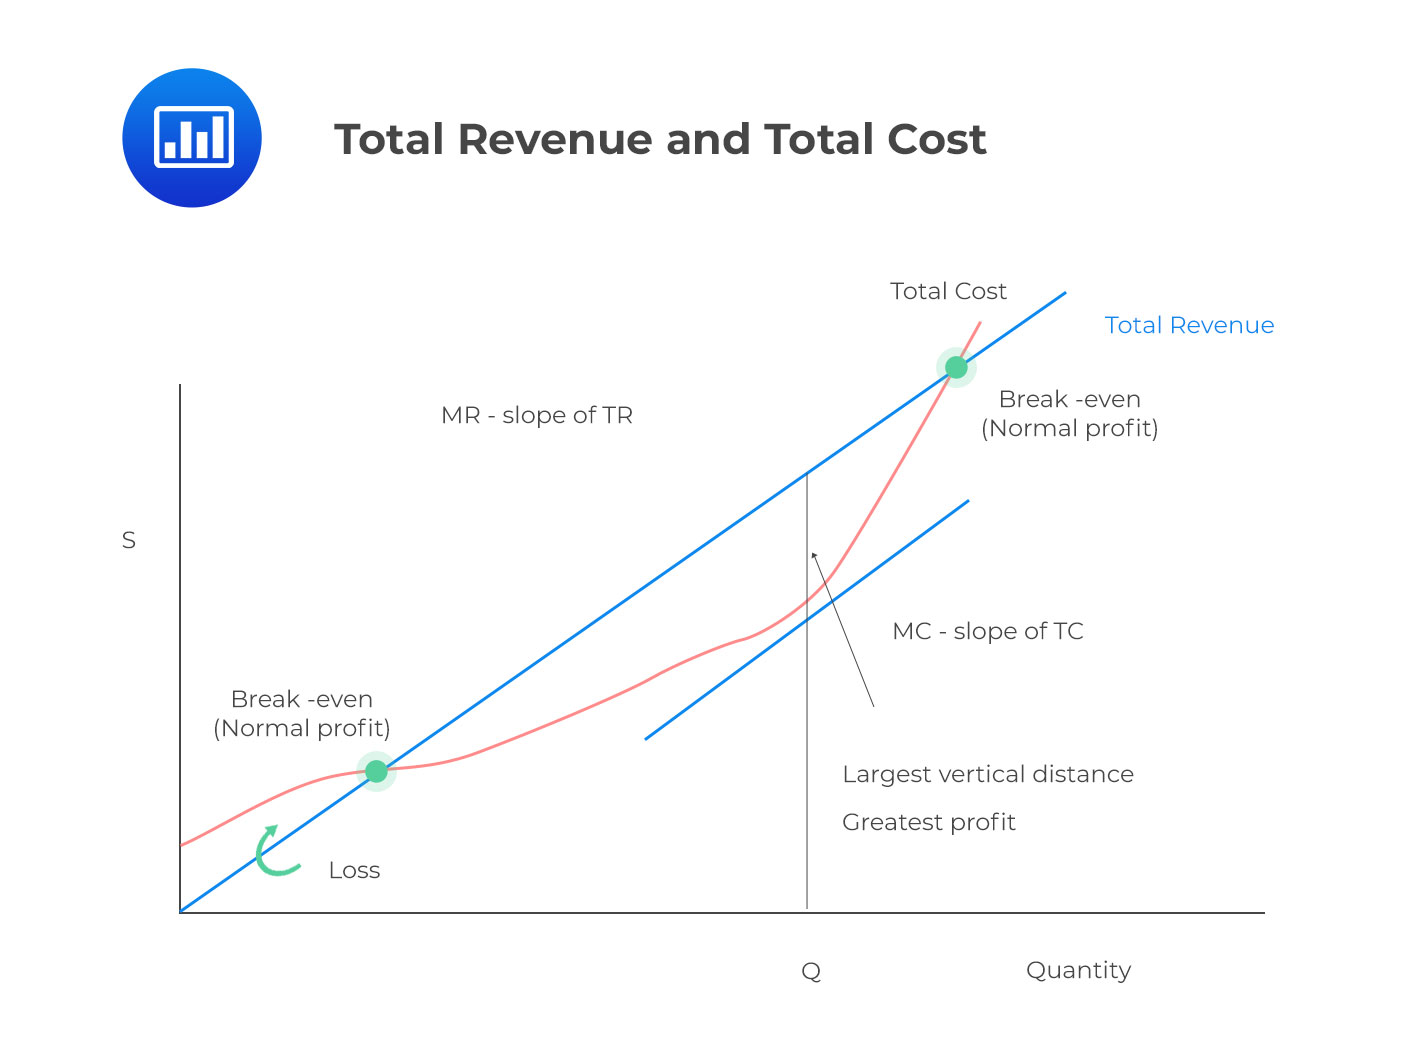 Total Revenue and Total Cost
Total Cost
Total Revenue
MR - slope of TR
Break -even
(Normal profit)
S
MC - slope of TC
Break -even
(Normal profit)
Largest vertical distance
Greatest profit
Loss
Q
Quantity